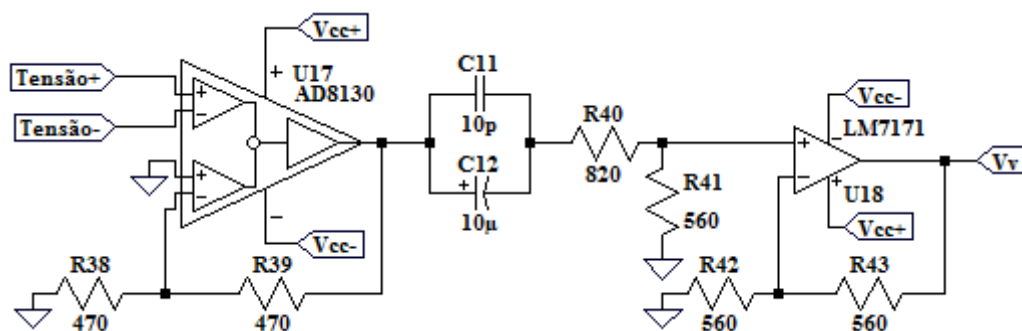 Vcc+
Tensão+
Tensão-
+
U17
AD8130
+
-
+
-
-
Vcc-
R38
470
R39
470
C11
10p
C12
+
10µ
R40
820
R41
560
Vcc-
-
LM7171
+
-
+
U18
Vcc+
Vv
R42
560
R43
560